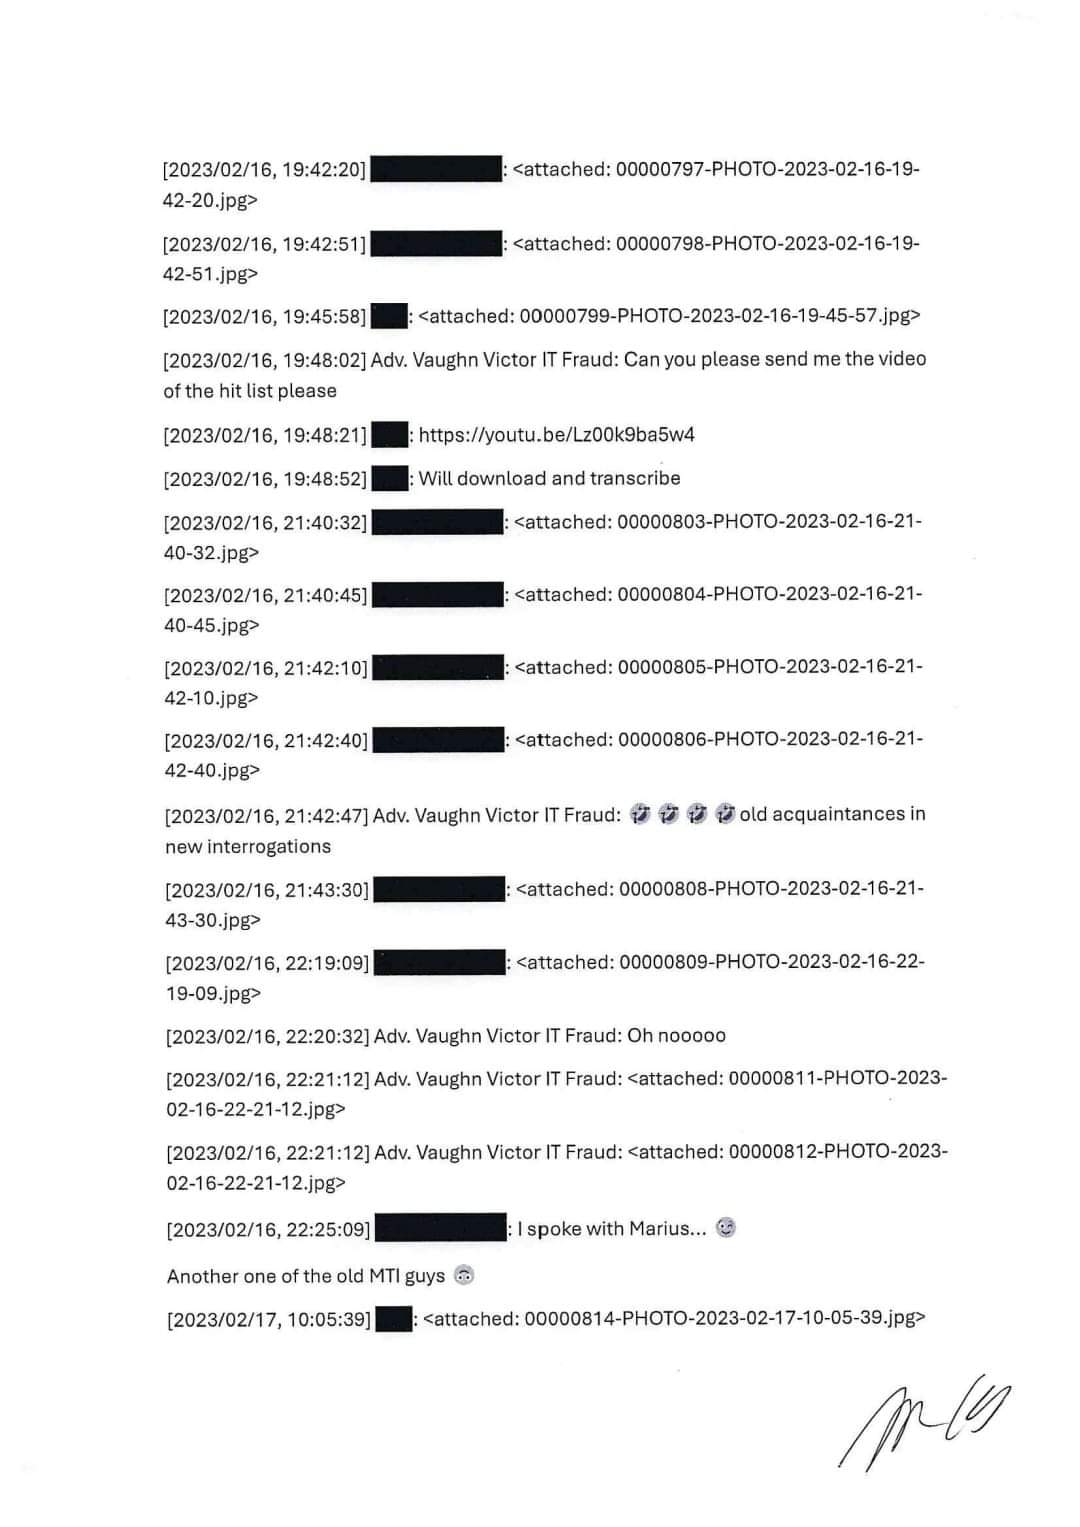 [2023/02/16, 19:42:20] : <attached: 00000797-PHOTO-2023-02-16-19-
42-20.jpg>
[2023/02/16, 19:42:51] : <attached: 00000798-PHOTO-2023-02-16-19-
42-51.jpg>
[2023/02/16, 19:45:58] : <attached: 00000799-PHOTO-2023-02-16-19-45-57.jpg>
[2023/02/16, 19:48:02] Adv. Vaughn Victor IT Fraud: Can you please send me the video
of the hit list please
[2023/02/16, 19:48:21] : https://youtu.be/Lz00k9ba5w4
[2023/02/16, 19:48:52] : Will download and transcribe
[2023/02/16, 21:40:32] : <attached: 00000803-PHOTO-2023-02-16-21-
40-32.jpg>
[2023/02/16, 21:40:45] : <attached: 00000804-PHOTO-2023-02-16-21-
40-45.jpg>
[2023/02/16, 21:42:10] : <attached: 00000805-PHOTO-2023-02-16-21-
42-10.jpg>
[2023/02/16, 21:42:40] : <attached: 00000806-PHOTO-2023-02-16-21-
42-40.jpg>
[2023/02/16, 21:42:47] Adv. Vaughn Victor IT Fraud: 🤣 🤣 🤣 🤣 old acquaintances in
new interrogations
[2023/02/16, 21:43:30] : <attached: 00000808-PHOTO-2023-02-16-21-
43-30.jpg>
[2023/02/16, 22:19:09] : <attached: 00000809-PHOTO-2023-02-16-22-
19-09.jpg>
[2023/02/16, 22:20:32] Adv. Vaughn Victor IT Fraud: Oh nooooo
[2023/02/16, 22:21:12] Adv. Vaughn Victor IT Fraud: <attached: 00000811-PHOTO-2023-
02-16-22-21-12.jpg>
[2023/02/16, 22:21:12] Adv. Vaughn Victor IT Fraud: <attached: 00000812-PHOTO-2023-
02-16-22-21-12.jpg>
[2023/02/16, 22:25:09] : I spoke with Marius... 😉
Another one of the old MTI guys 🙃
[2023/02/17, 10:05:39] : <attached: 00000814-PHOTO-2023-02-17-10-05-39.jpg>